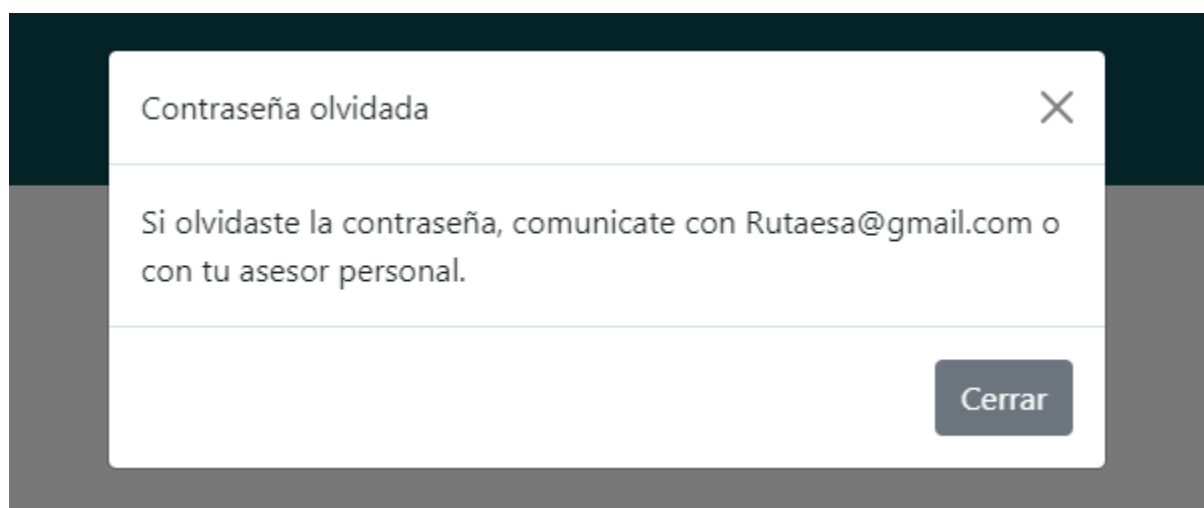 Contraseña olvidada
Si olvidaste la contraseña, comunicate con Rutaesa@gmail.com o
con tu asesor personal.
Cerrar